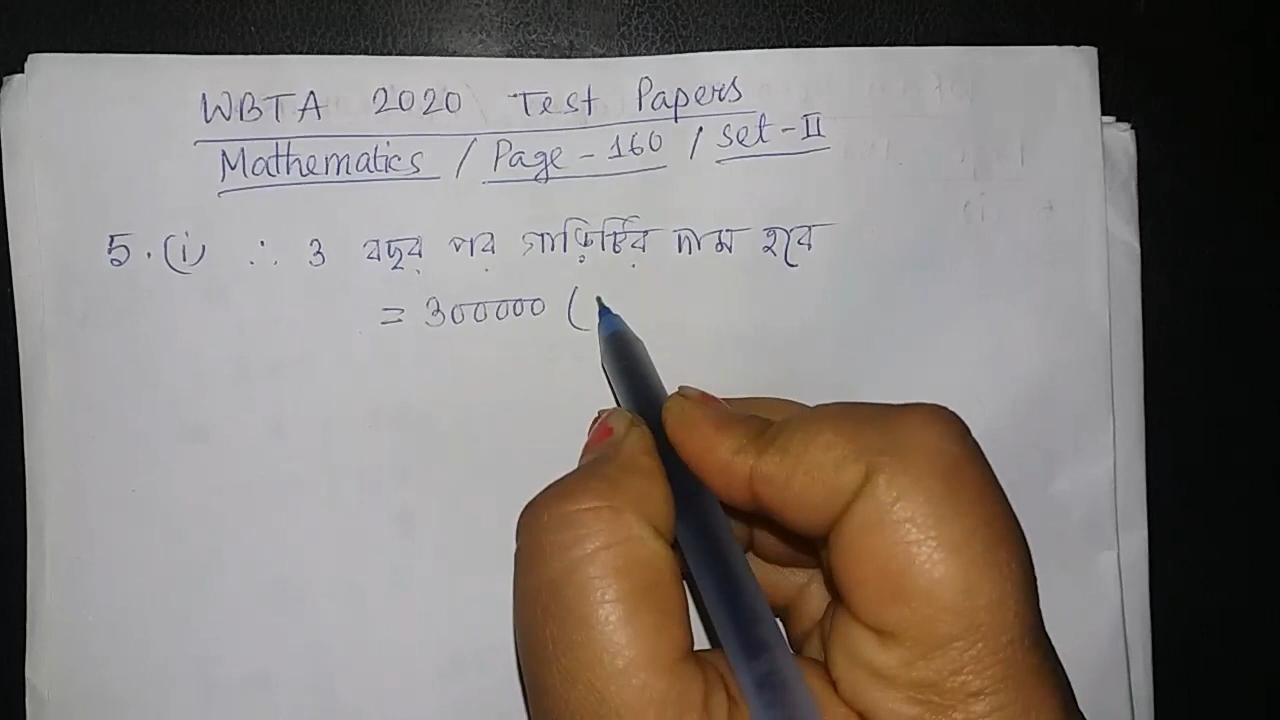 WBTA 2020 Test Papers
Mathematics / Page - 160 / Set - II
5. (i) ∴ 3 বছর পর গাড়িটির দাম হবে
= 300000 (